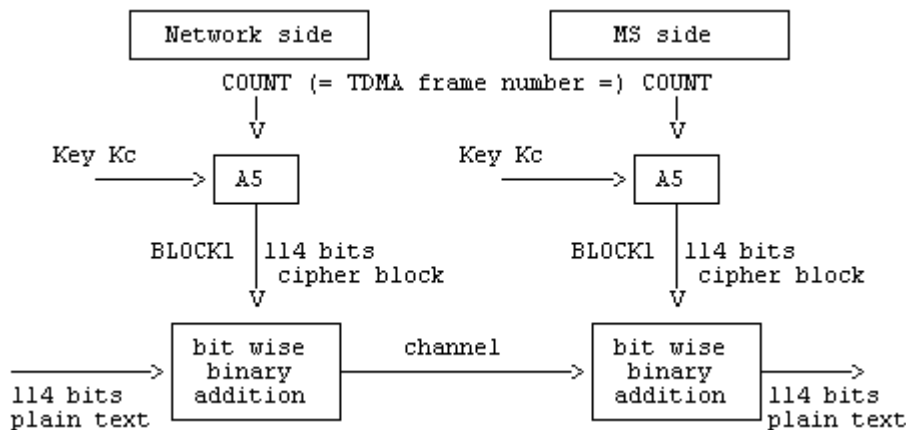 Network side
MS side
COUNT (= TDMA frame number =) COUNT
V
V
Key Kc
A5
Key Kc
A5
BLOCK1
114 bits
cipher block
BLOCK1
114 bits
cipher block
V
V
bit wise
binary
addition
channel
bit wise
binary
addition
114 bits
plain text
114 bits
plain text